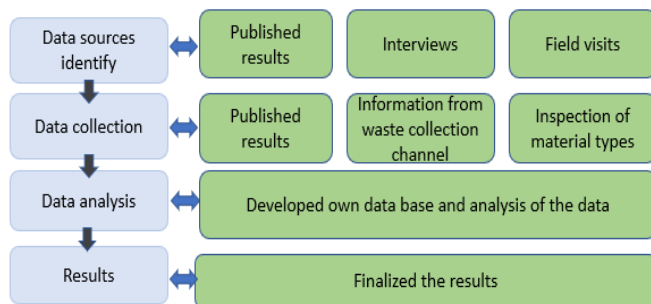 Data sources
identify
Published
results
Interviews
Field visits
Data collection
Published
results
Information from
waste collection
channel
Inspection of
material types
Data analysis
Developed own data base and analysis of the data
Results
Finalized the results